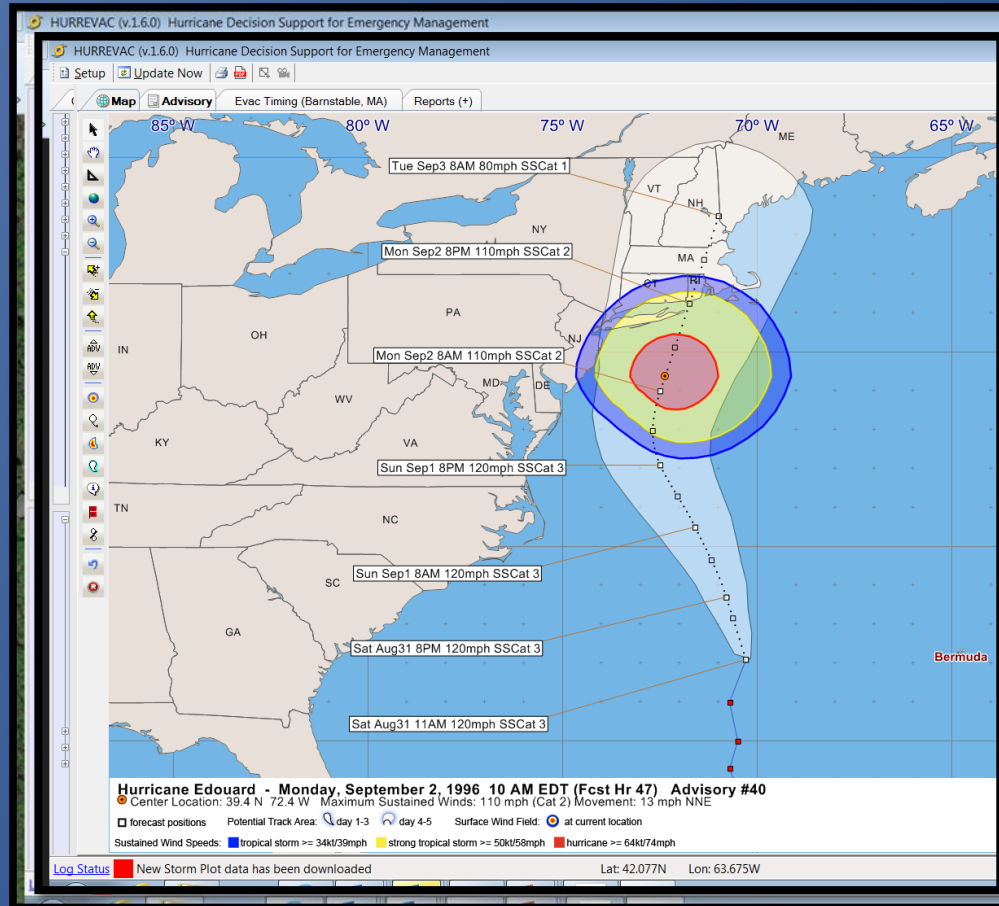 HURREVAC (v.1.6.0) Hurricane Decision Support for Emergency Management
HURREVAC (v.1.6.0) Hurricane Decision Support for Emergency Management
Setup Update Now
Map Advisory Evac Timing (Barnstable, MA) Reports (+)
85° W 80° W 75° W 70° W 65° W
ME
Tue Sep3 8AM 80mph SSCat 1
VT
NH
NY
Mon Sep2 8PM 110mph SSCat 2
MA
CT
RI
PA
OH
NJ
IN
Mon Sep2 8AM 110mph SSCat 2
MD
DE
WV
KY
VA
Sun Sep1 8PM 120mph SSCat 3
TN
NC
Sun Sep1 8AM 120mph SSCat 3
SC
GA
Sat Aug31 8PM 120mph SSCat 3
Bermuda
Sat Aug31 11AM 120mph SSCat 3
ADV
ADV
Hurricane Edouard - Monday, September 2, 1996 10 AM EDT (Fcst Hr 47) Advisory #40
Center Location: 39.4 N 72.4 W Maximum Sustained Winds: 110 mph (Cat 2) Movement: 13 mph NNE
forecast positions Potential Track Area: day 1-3 day 4-5 Surface Wind Field: at current location
Sustained Wind Speeds: tropical storm >= 34kt/39mph strong tropical storm >= 50kt/58mph hurricane >= 64kt/74mph
Log Status New Storm Plot data has been downloaded Lat: 42.077N Lon: 63.675W